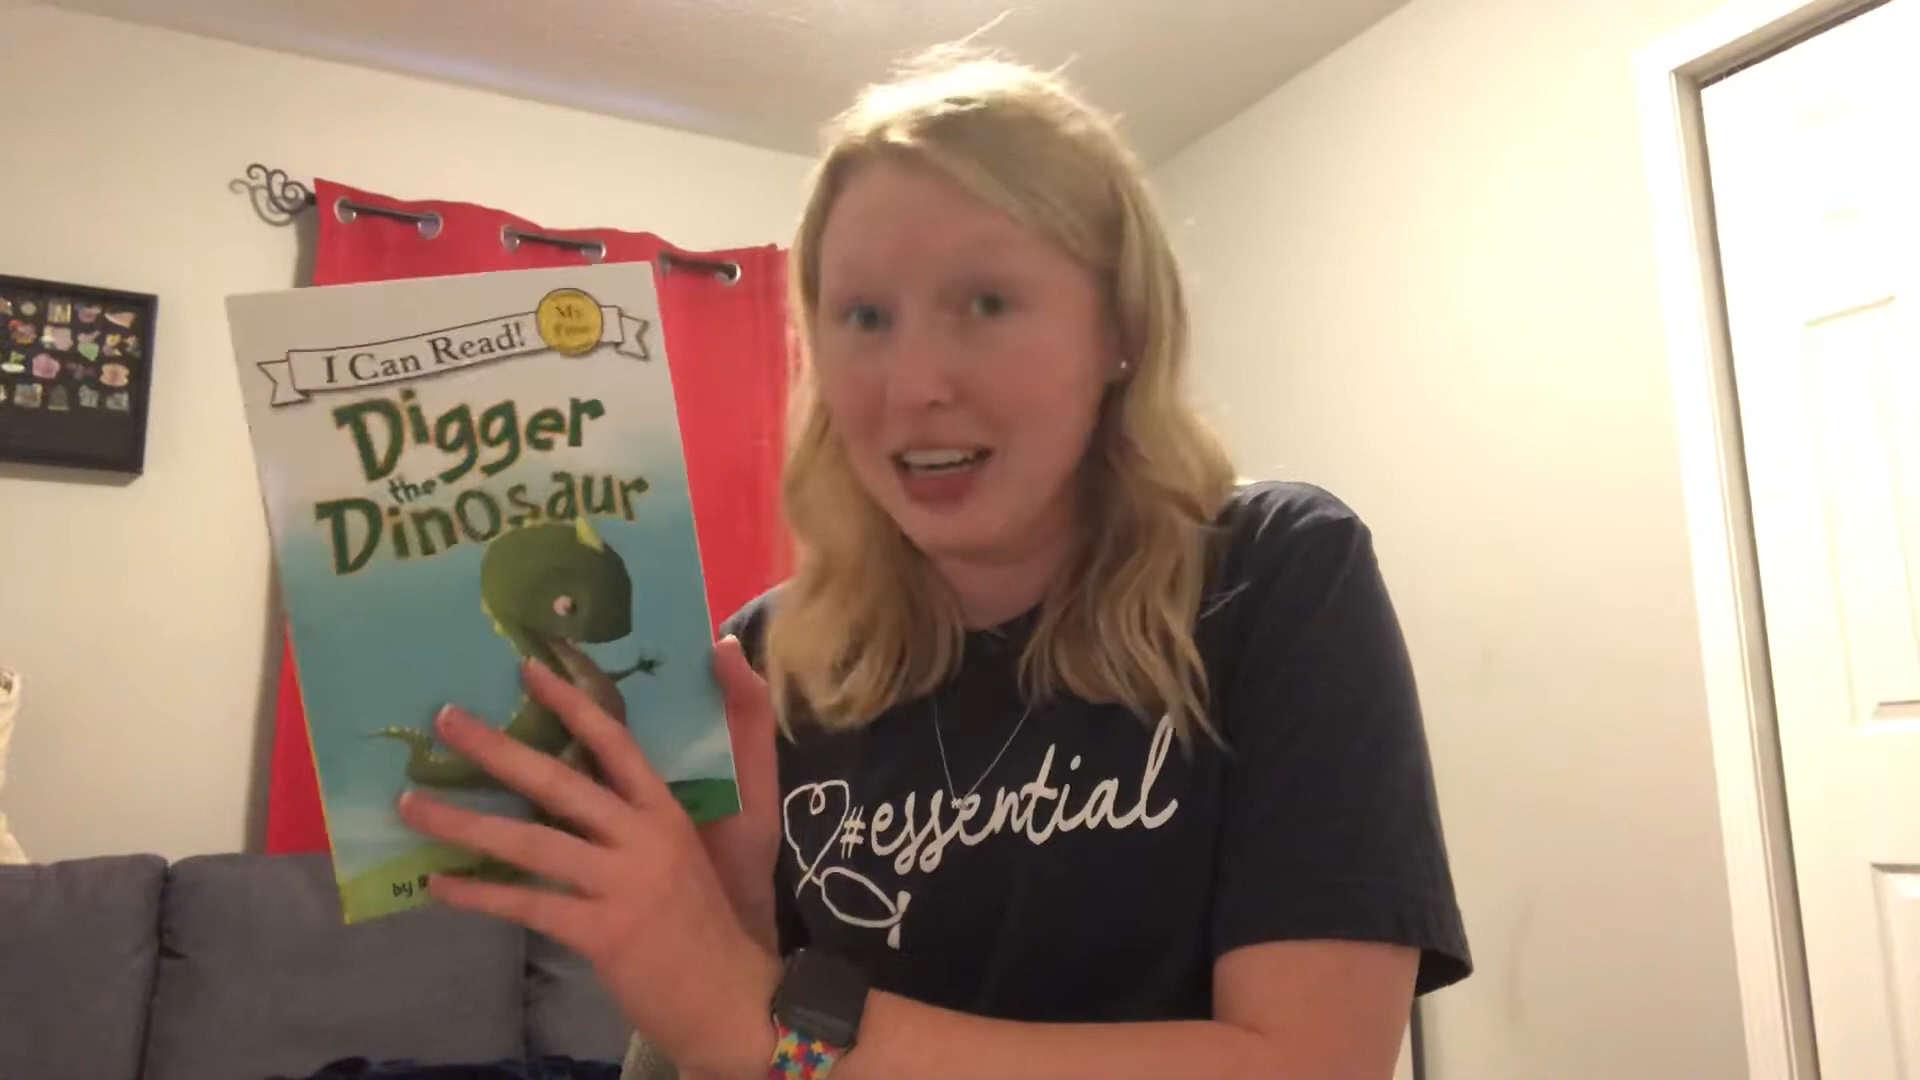 I Can Read!
My
First
Digger
the
Dinosaur
by
#essential